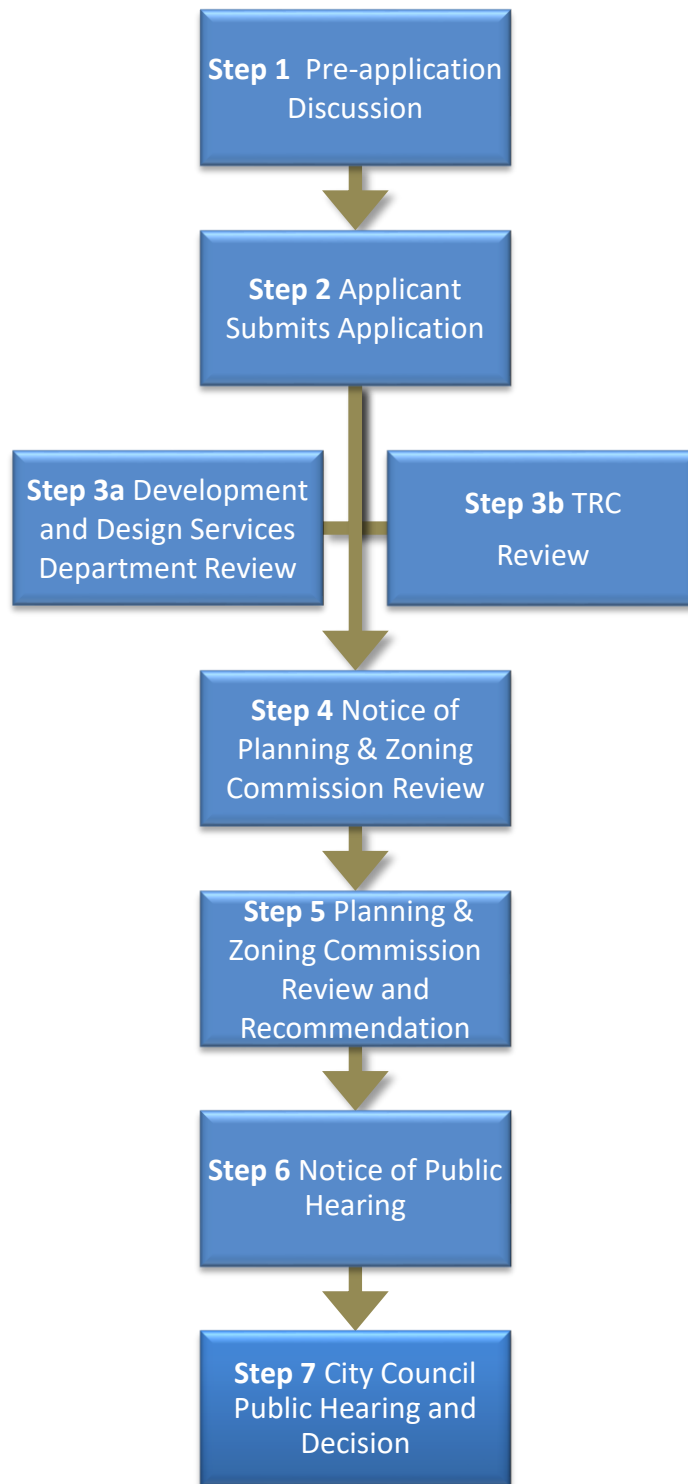 Step 1 Pre-application
Discussion
Step 2 Applicant
Submits Application
Step 3a Development
and Design Services
Department Review
Step 3b TRC
Review
Step 4 Notice of
Planning & Zoning
Commission Review
Step 5 Planning &
Zoning Commission
Review and
Recommendation
Step 6 Notice of Public
Hearing
Step 7 City Council
Public Hearing and
Decision